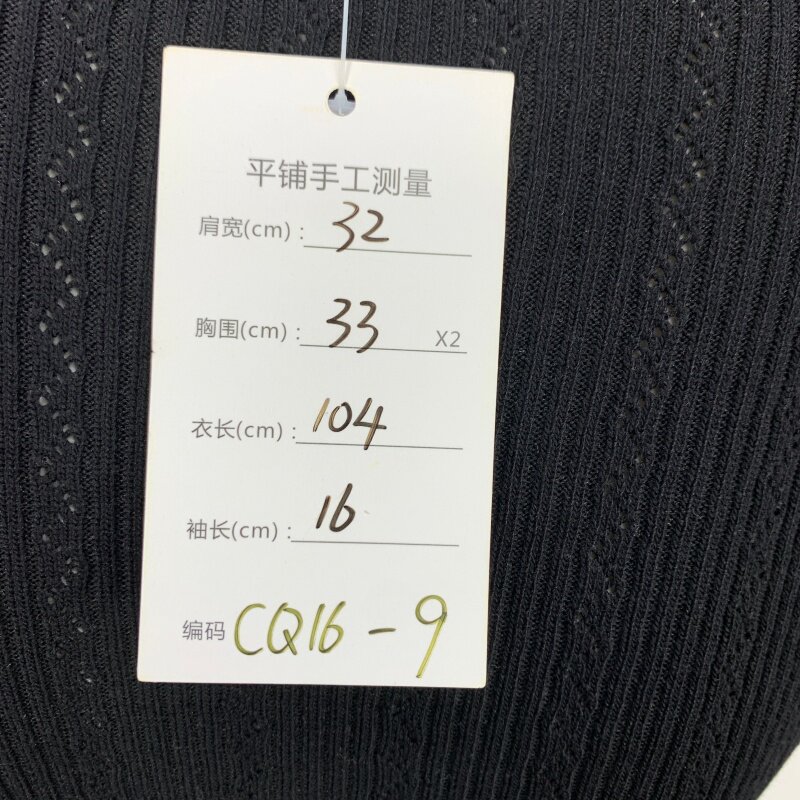 平铺手工测量
肩宽(cm)：32
胸围(cm)：33 X2
衣长(cm)：104
袖长(cm)：16
编码 CQ16-9